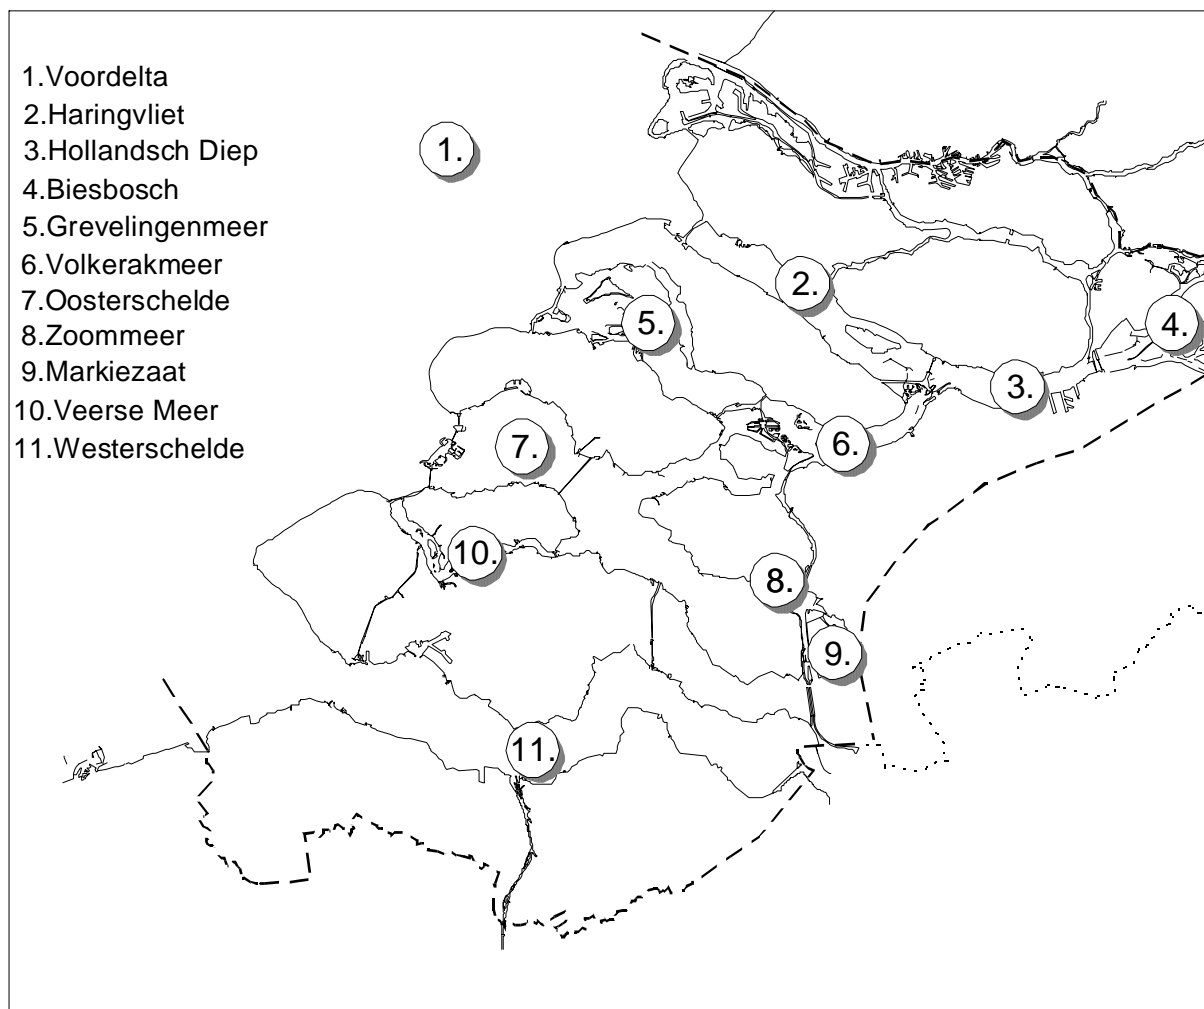 1.Voordelta
2.Haringvliet
3.Hollandsch Diep
4.Biesbosch
5.Grevelingenmeer
6.Volkerakmeer
7.Oosterschelde
8.Zoommeer
9.Markiezaat
10.Veerse Meer
11.Westerschelde
1.
2.
5.
4.
3.
7.
6.
10.
8.
9.
11.